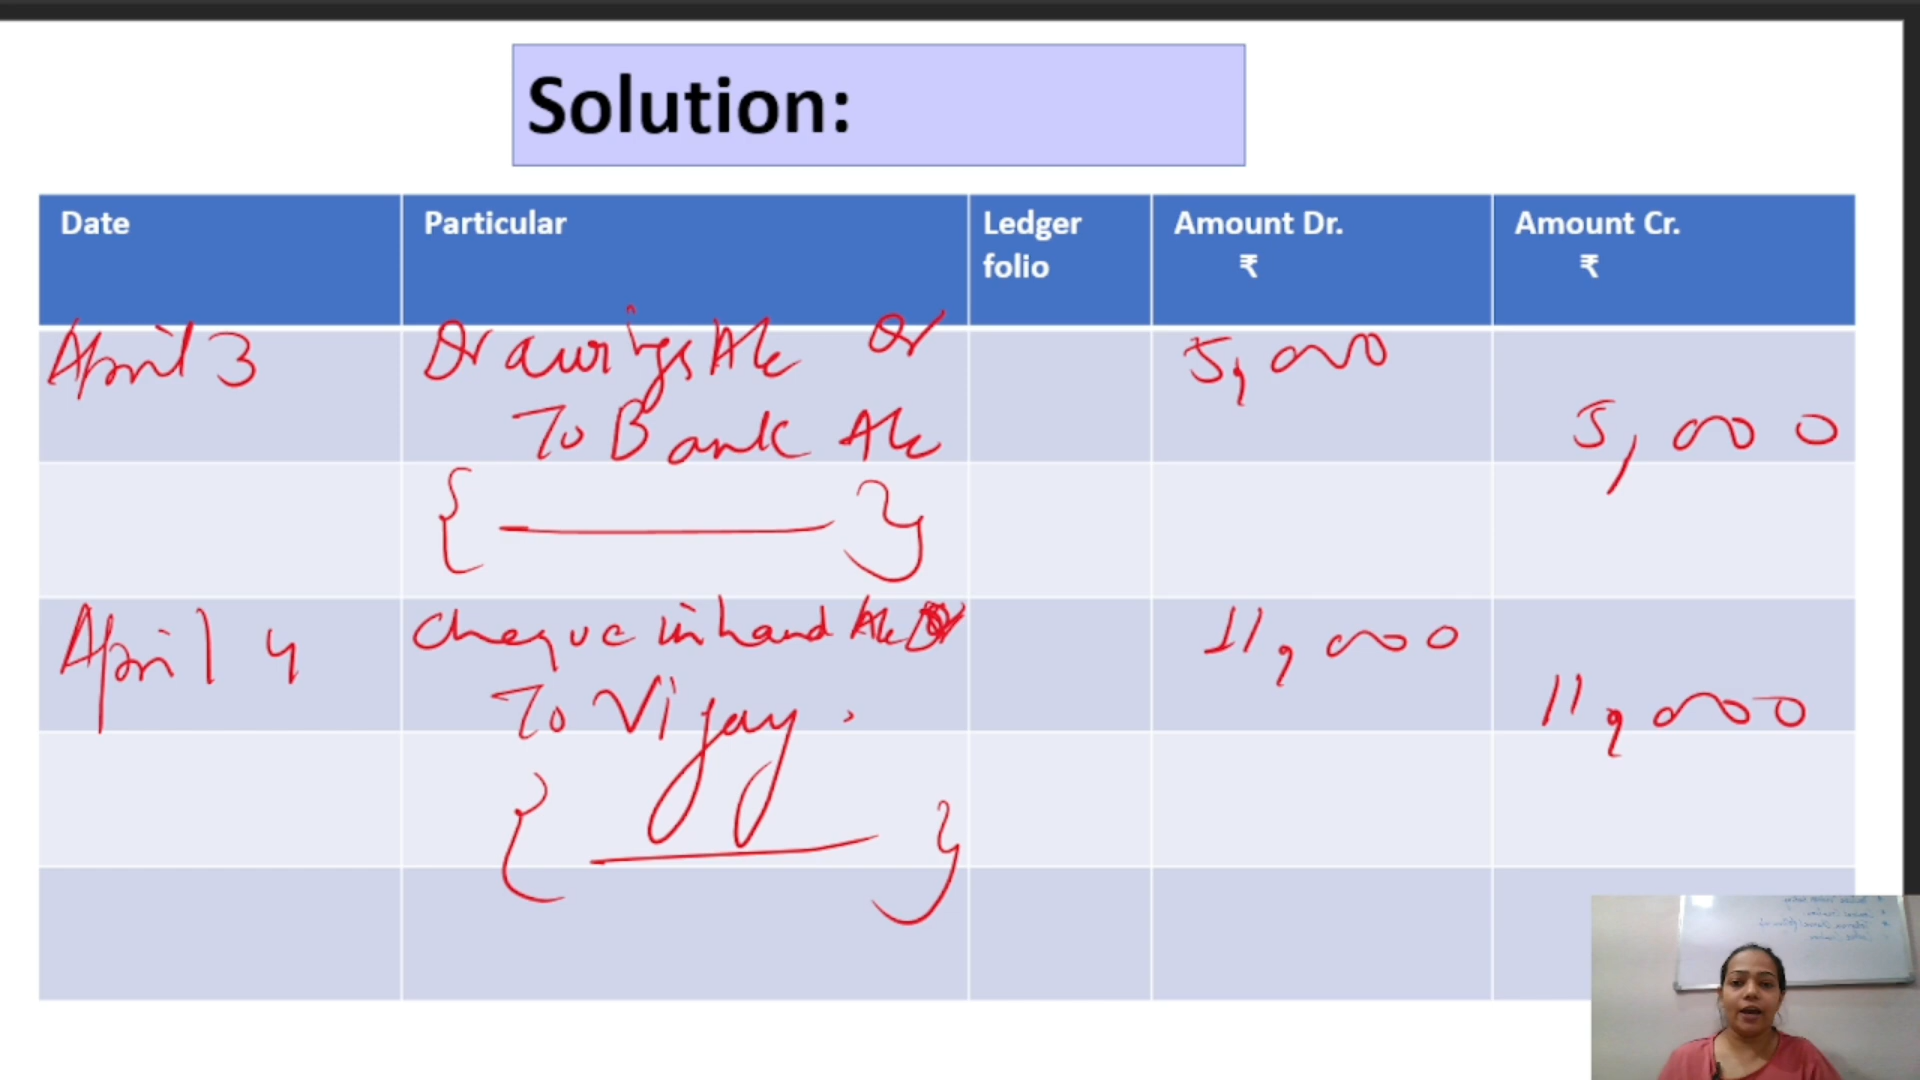 Solution:
Date Particular Ledger folio Amount Dr. ₹ Amount Cr. ₹
April 3 Drawings A/c Dr 5,000
To Bank A/c 5,000
{ }
April 4 Cheque in hand A/c Dr 11,000
To Vijay. 11,000
{ }